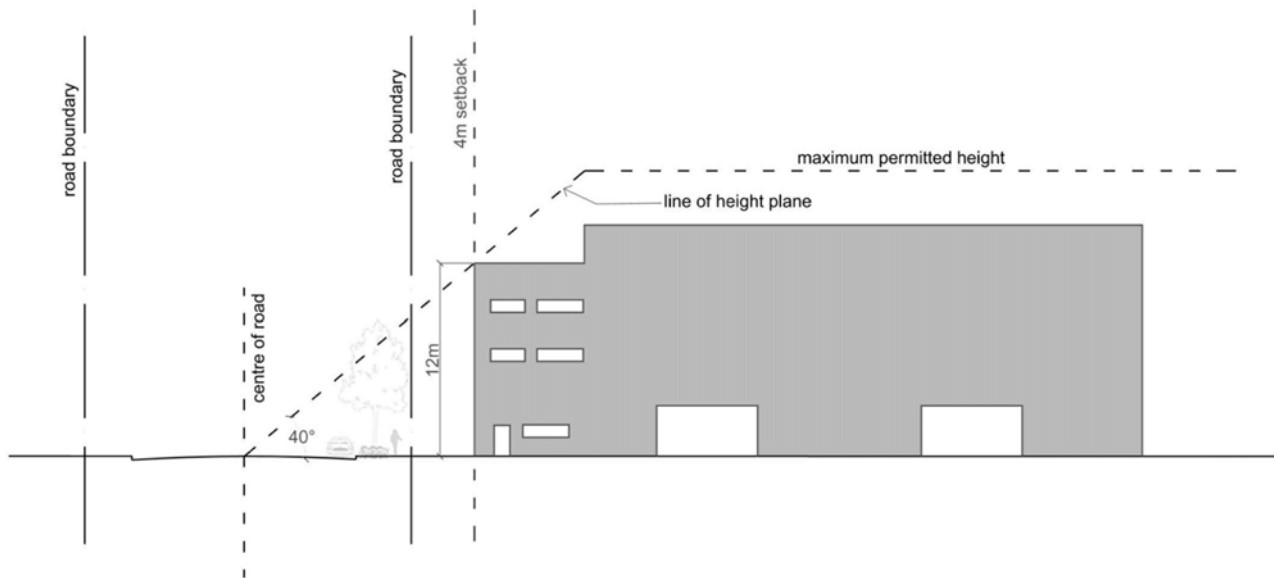 road boundary
road boundary
4m setback
maximum permitted height
line of height plane
centre of road
12m
40°